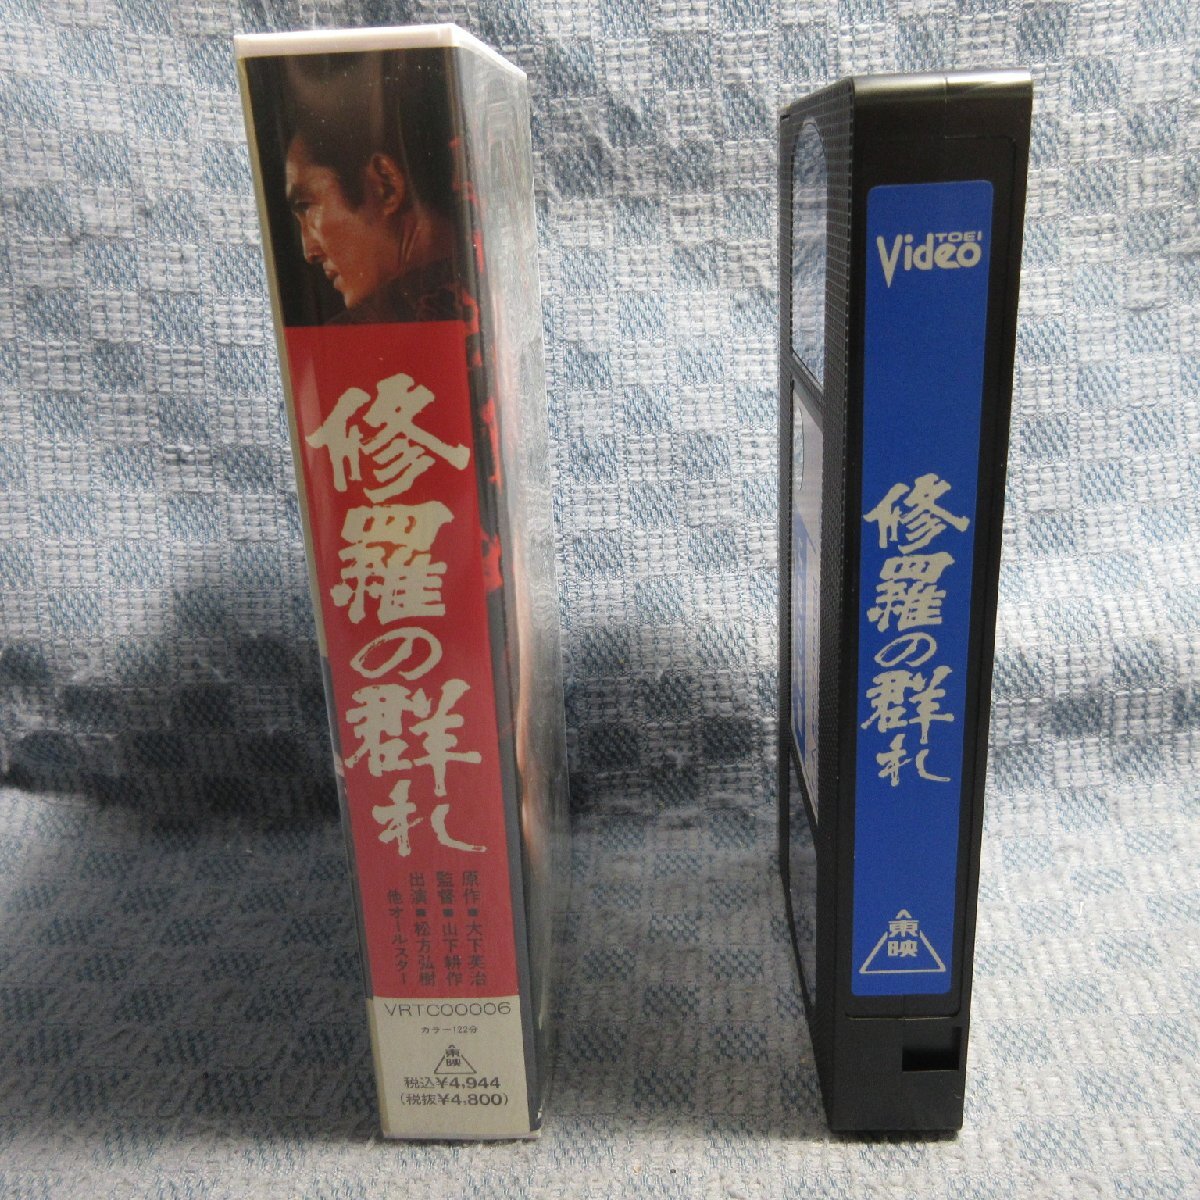 修羅の群れ
原作■大下英治
監督■山下耕作
出演■松方弘樹
他オールスター
VRTC00006
カラー122分
東映
税込¥4,944
(税抜¥4,800)
TOEI
Video
修羅の群れ
東映